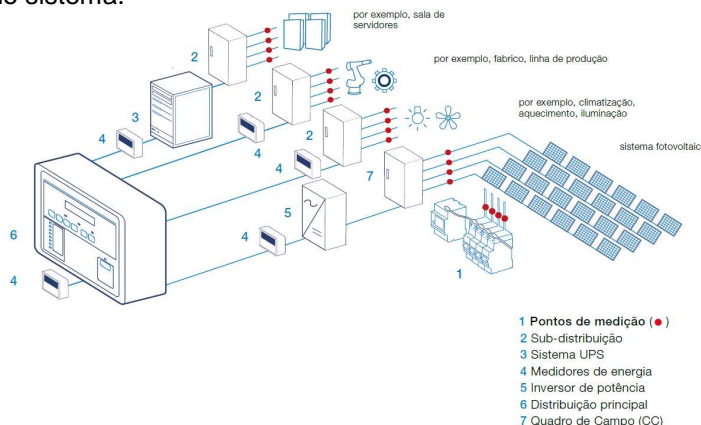 do sistema.
por exemplo, sala de
servidores
2
por exemplo, fabrico, linha de produção
2
3
por exemplo, climatização,
aquecimento, iluminação
4
2
4
sistema fotovoltaic
4
7
5
6
4
4
1
1 Pontos de medição (●)
2 Sub-distribuição
3 Sistema UPS
4 Medidores de energia
5 Inversor de potência
6 Distribuição principal
7 Quadro de Campo (CC)